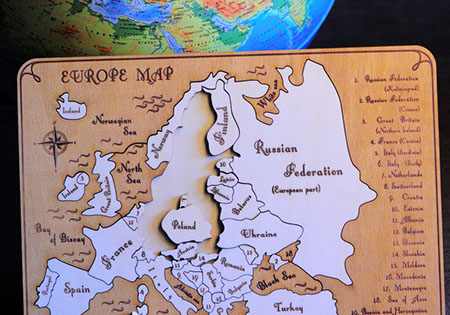 EUROPE MAP
Iceland
Norwegian
Sea
Norway
Finland
White sea
Russian
Federation
(European part)
North
Sea
Great Britain
Ireland
Bay
of Biscay
France
Spain
Portugal
Poland
Latvia
Belarus
Ukraine
Romania
Bulgaria
Black Sea
Turkey
10
13
14
1. Russian Federation
(Kaliningrad)
2. Russian Federation
(Crimea)
3. Great
Britain
(Northern Ireland)
4. France (Corsica)
5. Italy (Sardinia)
6. Italy (Sicily)
7. Netherlands
8. Switzerland
9. Croatia
10. Estonia
11. Albania
12. Belgium
13. Slovenia
14. Slovakia
15. Moldova
16. Macedonia
17. Montenegro
18. Sea of Azov
19. Bosnia and Herzegovina